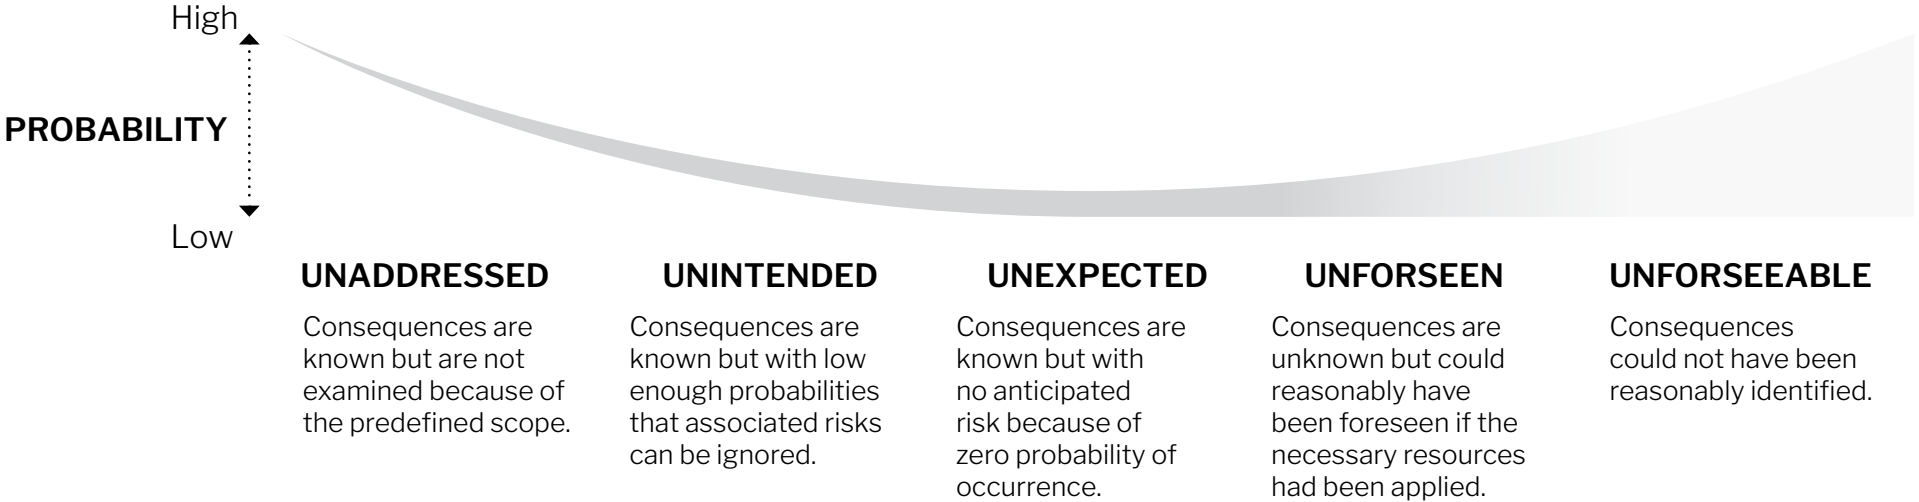 High
PROBABILITY
Low
UNADDRESSED
Consequences are
known but are not
examined because of
the predefined scope.
UNINTENDED
Consequences are
known but with low
enough probabilities
that associated risks
can be ignored.
UNEXPECTED
Consequences are
known but with
no anticipated
risk because of
zero probability of
occurrence.
UNFORSEEN
Consequences are
unknown but could
reasonably have
been foreseen if the
necessary resources
had been applied.
UNFORSEEABLE
Consequences
could not have been
reasonably identified.